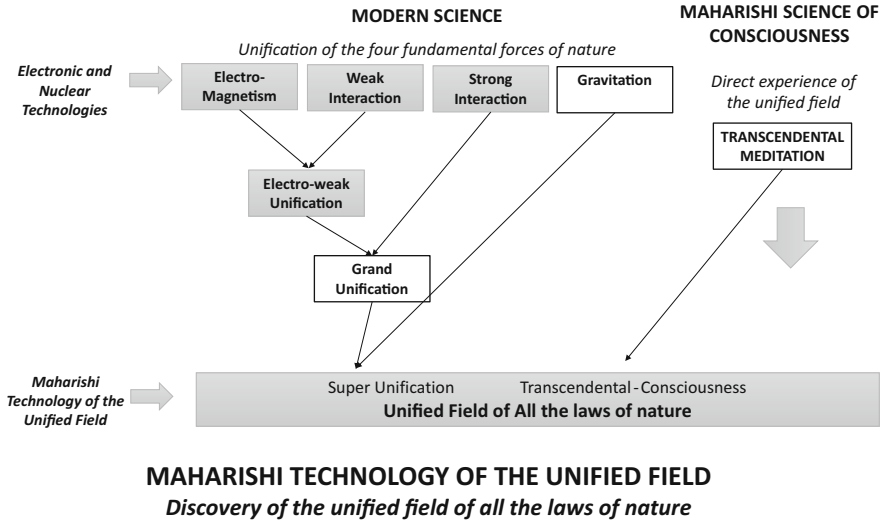 MODERN SCIENCE
MAHARISHI SCIENCE OF
CONSCIOUSNESS
Unification of the four fundamental forces of nature
Electronic and
Nuclear
Technologies
Electro-
Magnetism
Weak
Interaction
Strong
Interaction
Gravitation
Direct experience of
the unified field
TRANSCENDENTAL
MEDITATION
Electro-weak
Unification
Grand
Unification
Maharishi
Technology of the
Unified Field
Super Unification
Transcendental-Consciousness
Unified Field of All the laws of nature
MAHARISHI TECHNOLOGY OF THE UNIFIED FIELD
Discovery of the unified field of all the laws of nature